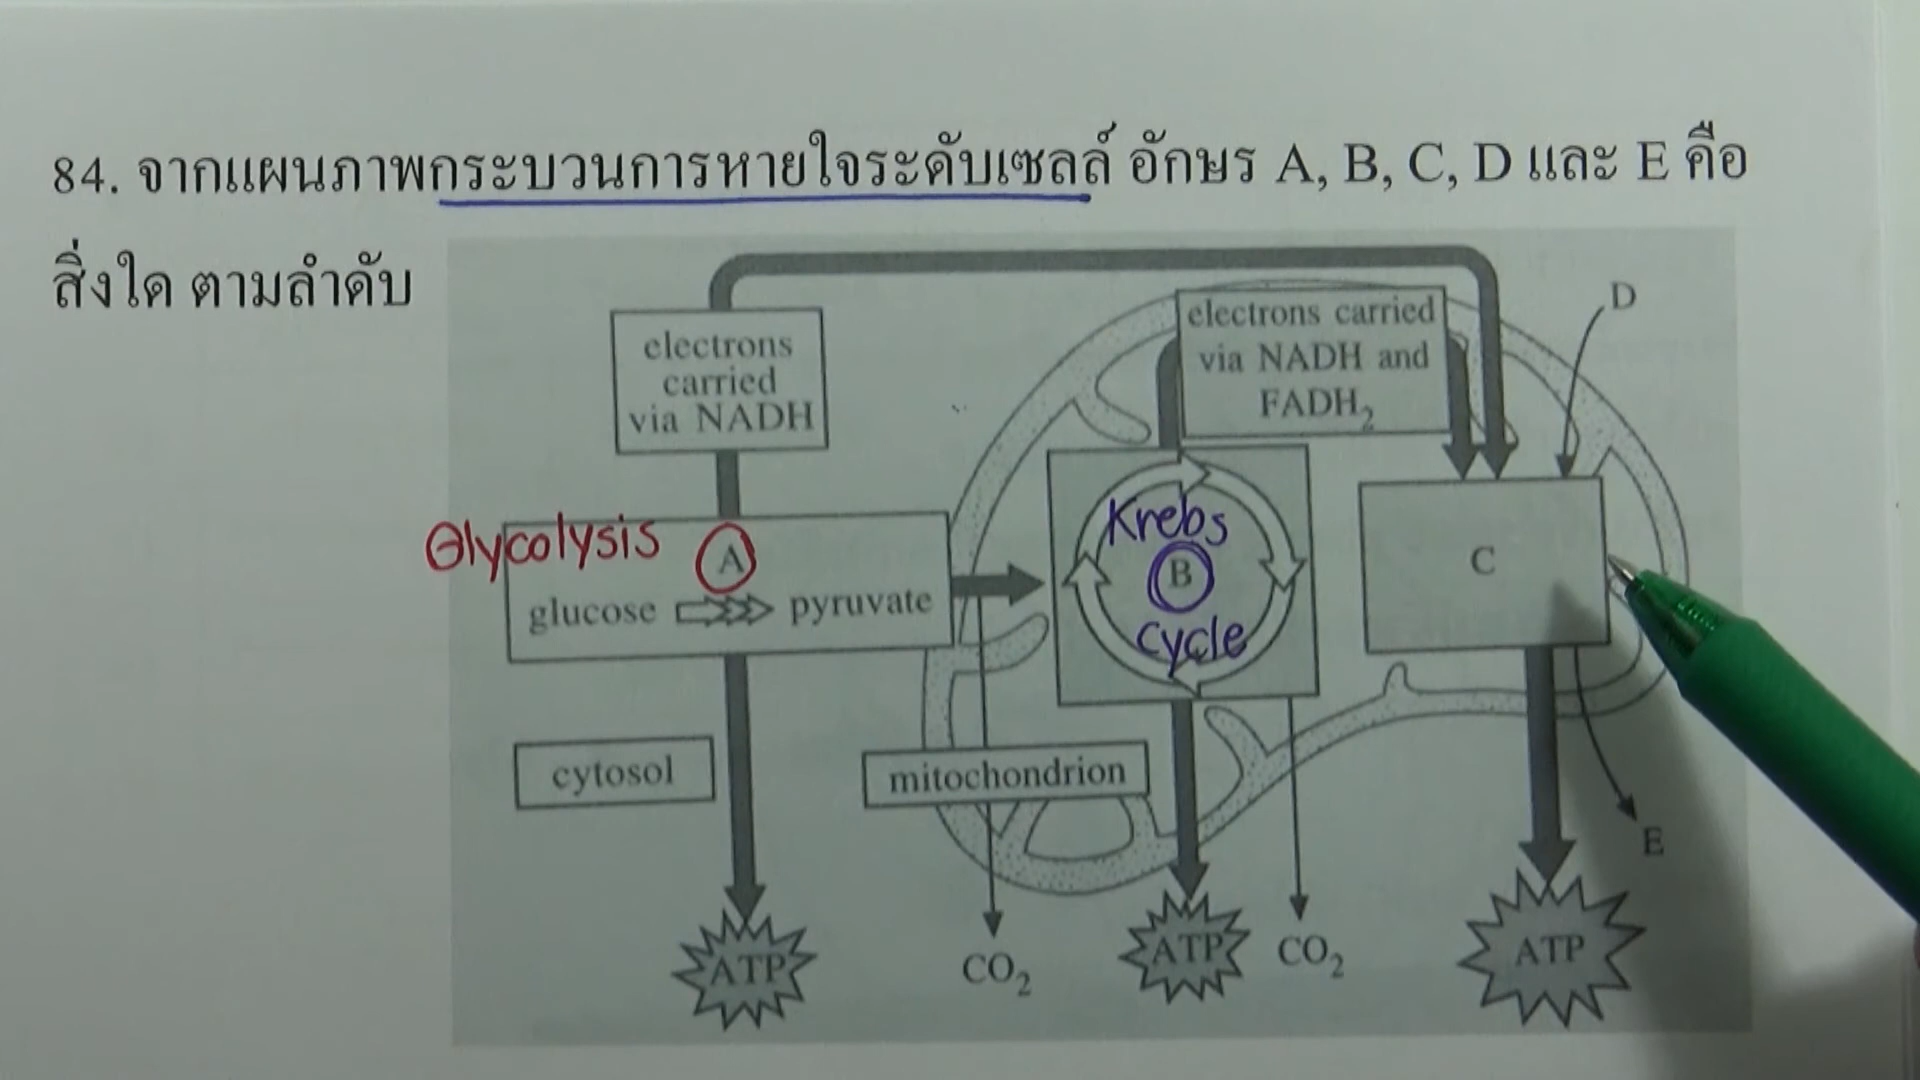 84. จากแผนภาพกระบวนการหายใจระดับเซลล์ อักษร A, B, C, D และ E คือ
สิ่งใด ตามลำดับ
electrons
carried
via NADH
electrons carried
via NADH and
FADH₂
D
Glycolysis
A
glucose
pyruvate
Krebs
B
cycle
C
cytosol
mitochondrion
E
ATP
CO₂
ATP
CO₂
ATP